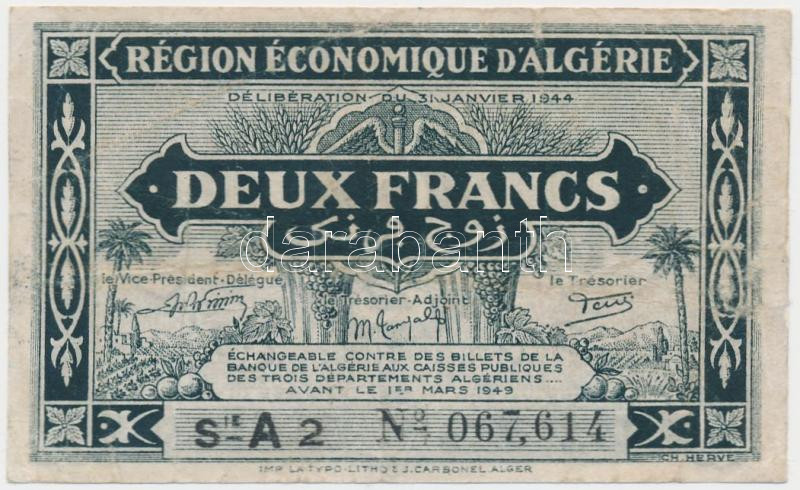 RÉGION ÉCONOMIQUE D'ALGÉRIE
DÉLIBÉRATION DU 31 JANVIER 1944
DEUX FRANCS
زوج فرنك
darabanth
le Vice-Président-Délégué
le Trésorier-Adjoint
le Trésorier
ÉCHANGEABLE CONTRE DES BILLETS DE LA
BANQUE DE L'ALGÉRIE AUX CAISSES PUBLIQUES
DES TROIS DÉPARTEMENTS ALGÉRIENS....
AVANT LE 1ER MARS 1949
SIE A 2 No 067,614
CH. HERVE
IMP. LA TYPO-LITHO & J. CARBONEL ALGER